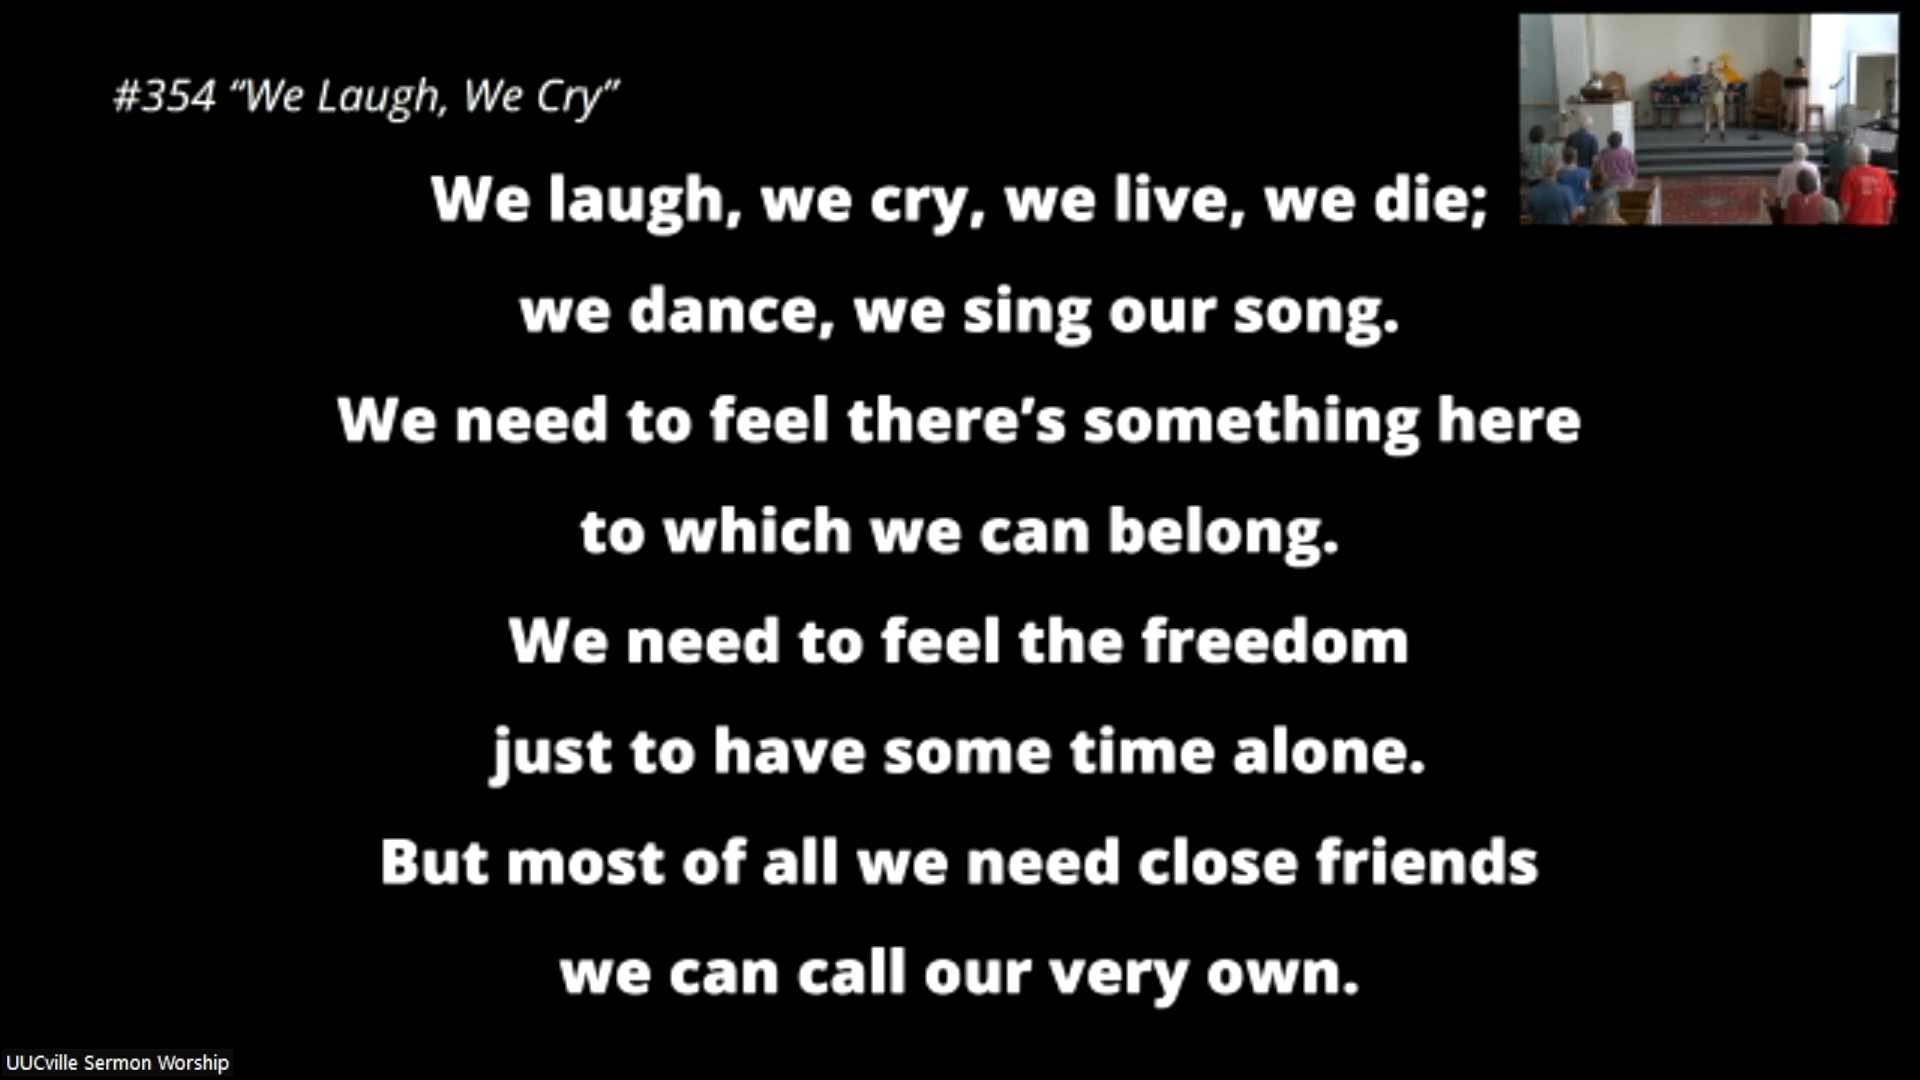 #354 “We Laugh, We Cry”
We laugh, we cry, we live, we die;
we dance, we sing our song.
We need to feel there’s something here
to which we can belong.
We need to feel the freedom
just to have some time alone.
But most of all we need close friends
we can call our very own.
UUCville Sermon Worship